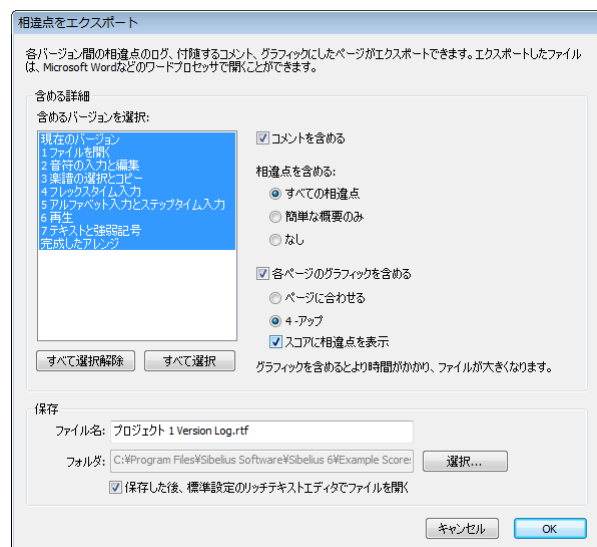 相違点をエクスポート
各バージョン間の相違点のログ、付随するコメント、グラフィックにしたページがエクスポートできます。エクスポートしたファイル
は、Microsoft Wordなどのワードプロセッサで開くことができます。
含める詳細
含めるバージョンを選択:
現在のバージョン
1 ファイルを開く
2 音符の入力と編集
3 楽譜の選択とコピー
4 フレックスタイム入力
5 アルファベット入力とステップタイム入力
6 再生
7 テキストと強弱記号
完成したアレンジ
すべて選択解除
すべて選択
コメントを含める
相違点を含める:
すべての相違点
簡単な概要のみ
なし
各ページのグラフィックを含める
ページに合わせる
4 -アップ
スコアに相違点を表示
グラフィックを含めるとより時間がかかり、ファイルが大きくなります。
保存
ファイル名: プロジェクト 1 Version Log.rtf
フォルダ: C:¥Program Files¥Sibelius Software¥Sibelius 6¥Example Score: 選択...
保存した後、標準設定のリッチテキストエディタでファイルを開く
キャンセル
OK